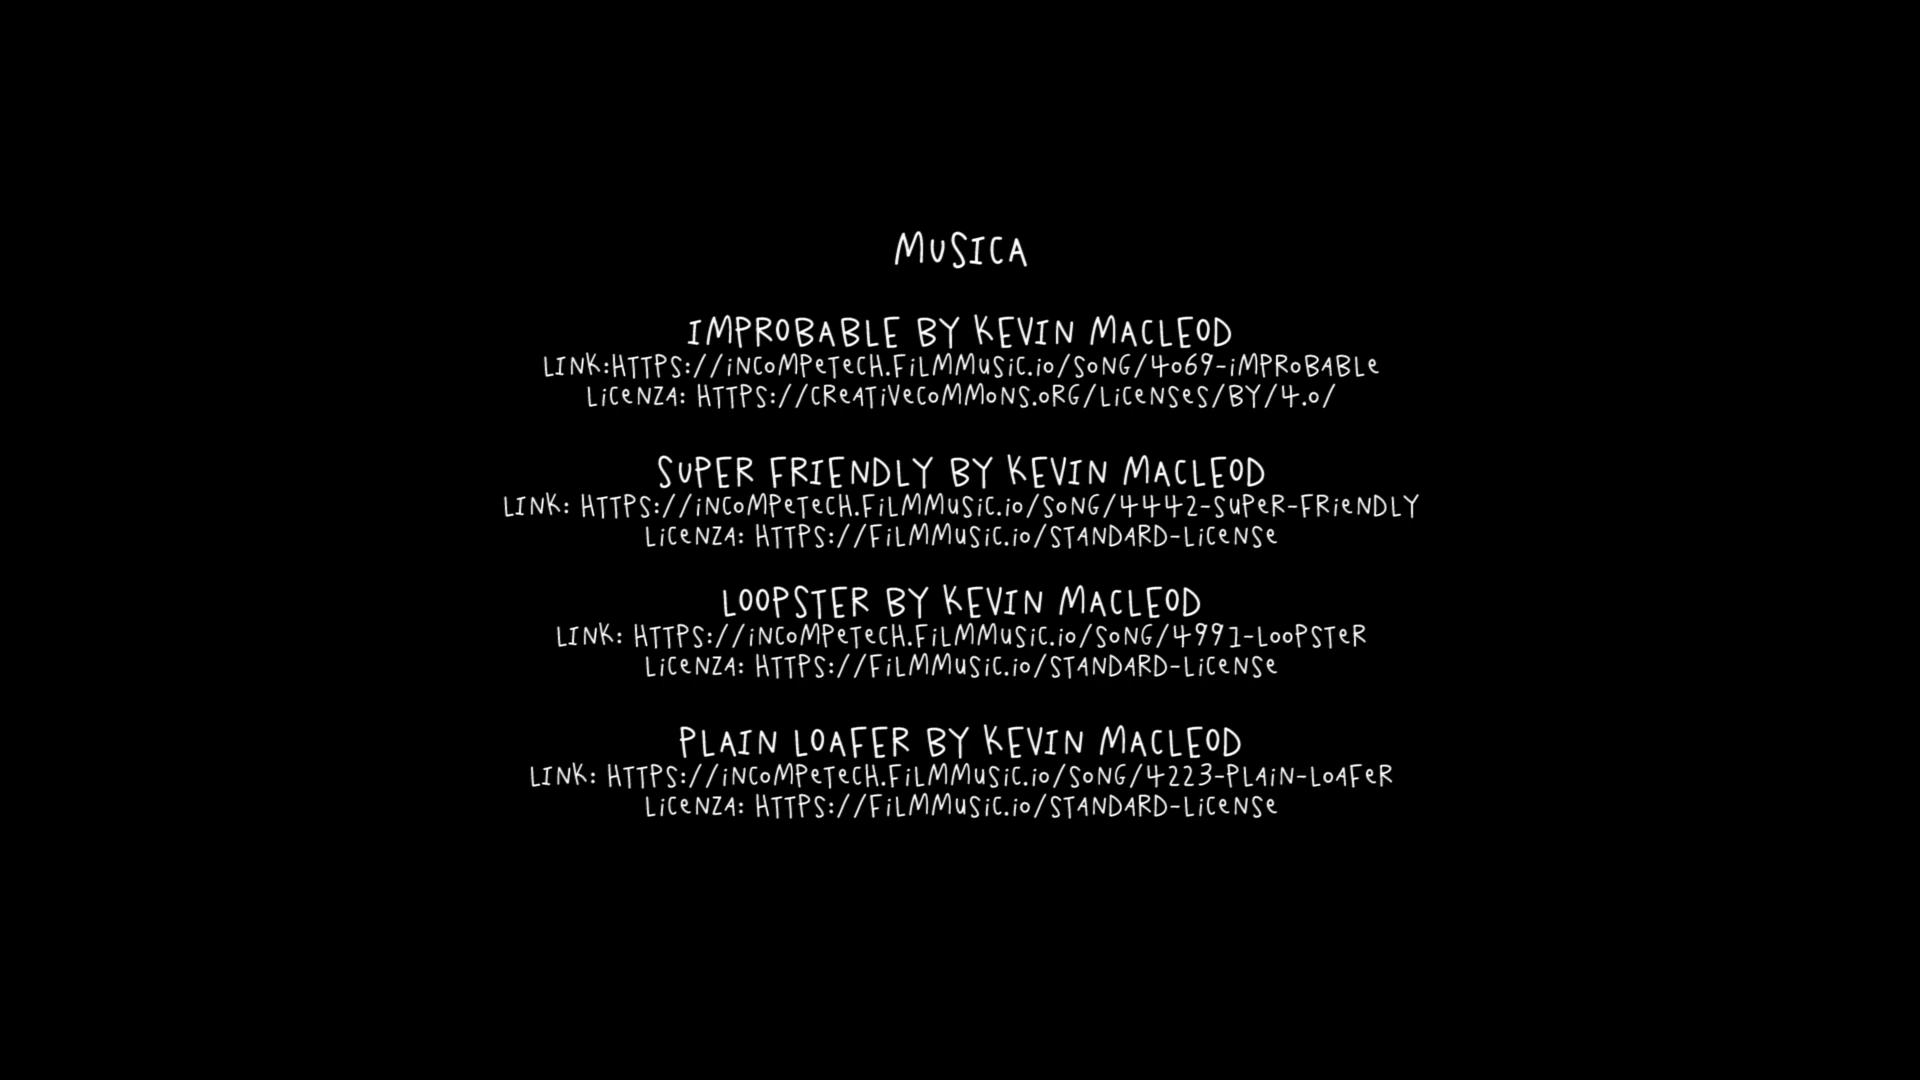 MUSICA
IMPROBABLE BY KEVIN MACLEOD
LINK:HTTPS://iNCOMPeTeCH.FiLMMusiC.io/SONG/4069-iMPROBABLe
LiCeNZA: HTTPS://CReATiVeCOMMONS.ORG/LiCeNSeS/BY/4.0/
SUPER FRIENDLY BY KEVIN MACLEOD
LINK: HTTPS://iNCOMPeTeCH.FiLMMusiC.io/SONG/4442-SuPeR-FRieNDLY
LiCeNZA: HTTPS://FiLMMusiC.io/STANDARD-LiCeNSe
LOOPSTER BY KEVIN MACLEOD
LINK: HTTPS://iNCOMPeTeCH.FiLMMusiC.io/SONG/4991-LOOPSTeR
LiCeNZA: HTTPS://FiLMMusiC.io/STANDARD-LiCeNSe
PLAIN LOAFER BY KEVIN MACLEOD
LINK: HTTPS://iNCOMPeTeCH.FiLMMusiC.io/SONG/4223-PLAiN-LOAFeR
LiCeNZA: HTTPS://FiLMMusiC.io/STANDARD-LiCeNSe